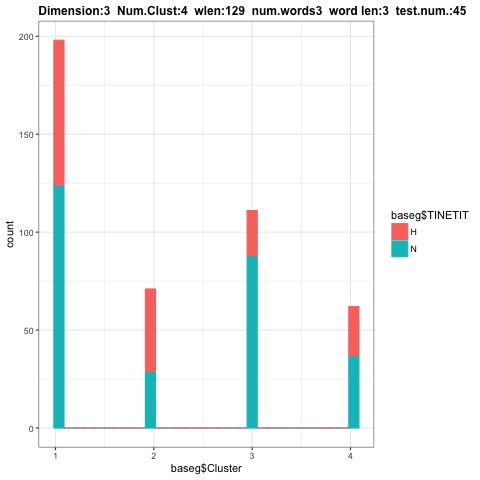 Dimension:3 Num.Clust:4 wlen:129 num.words3 word len:3 test.num.:45
200
150
100
50
0
count
1 2 3 4
baseg$Cluster
baseg$TINETIT
H
N